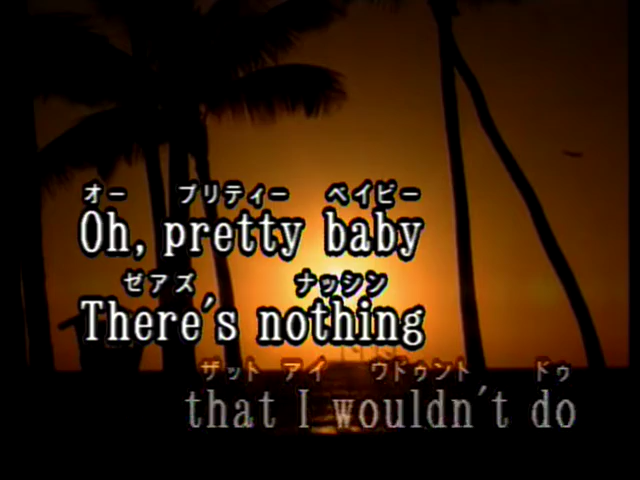 オー プリティー ベイビー
Oh, pretty baby
ゼアズ ナッシン
There's nothing
ザット アイ ウドゥント ドゥ
that I wouldn't do